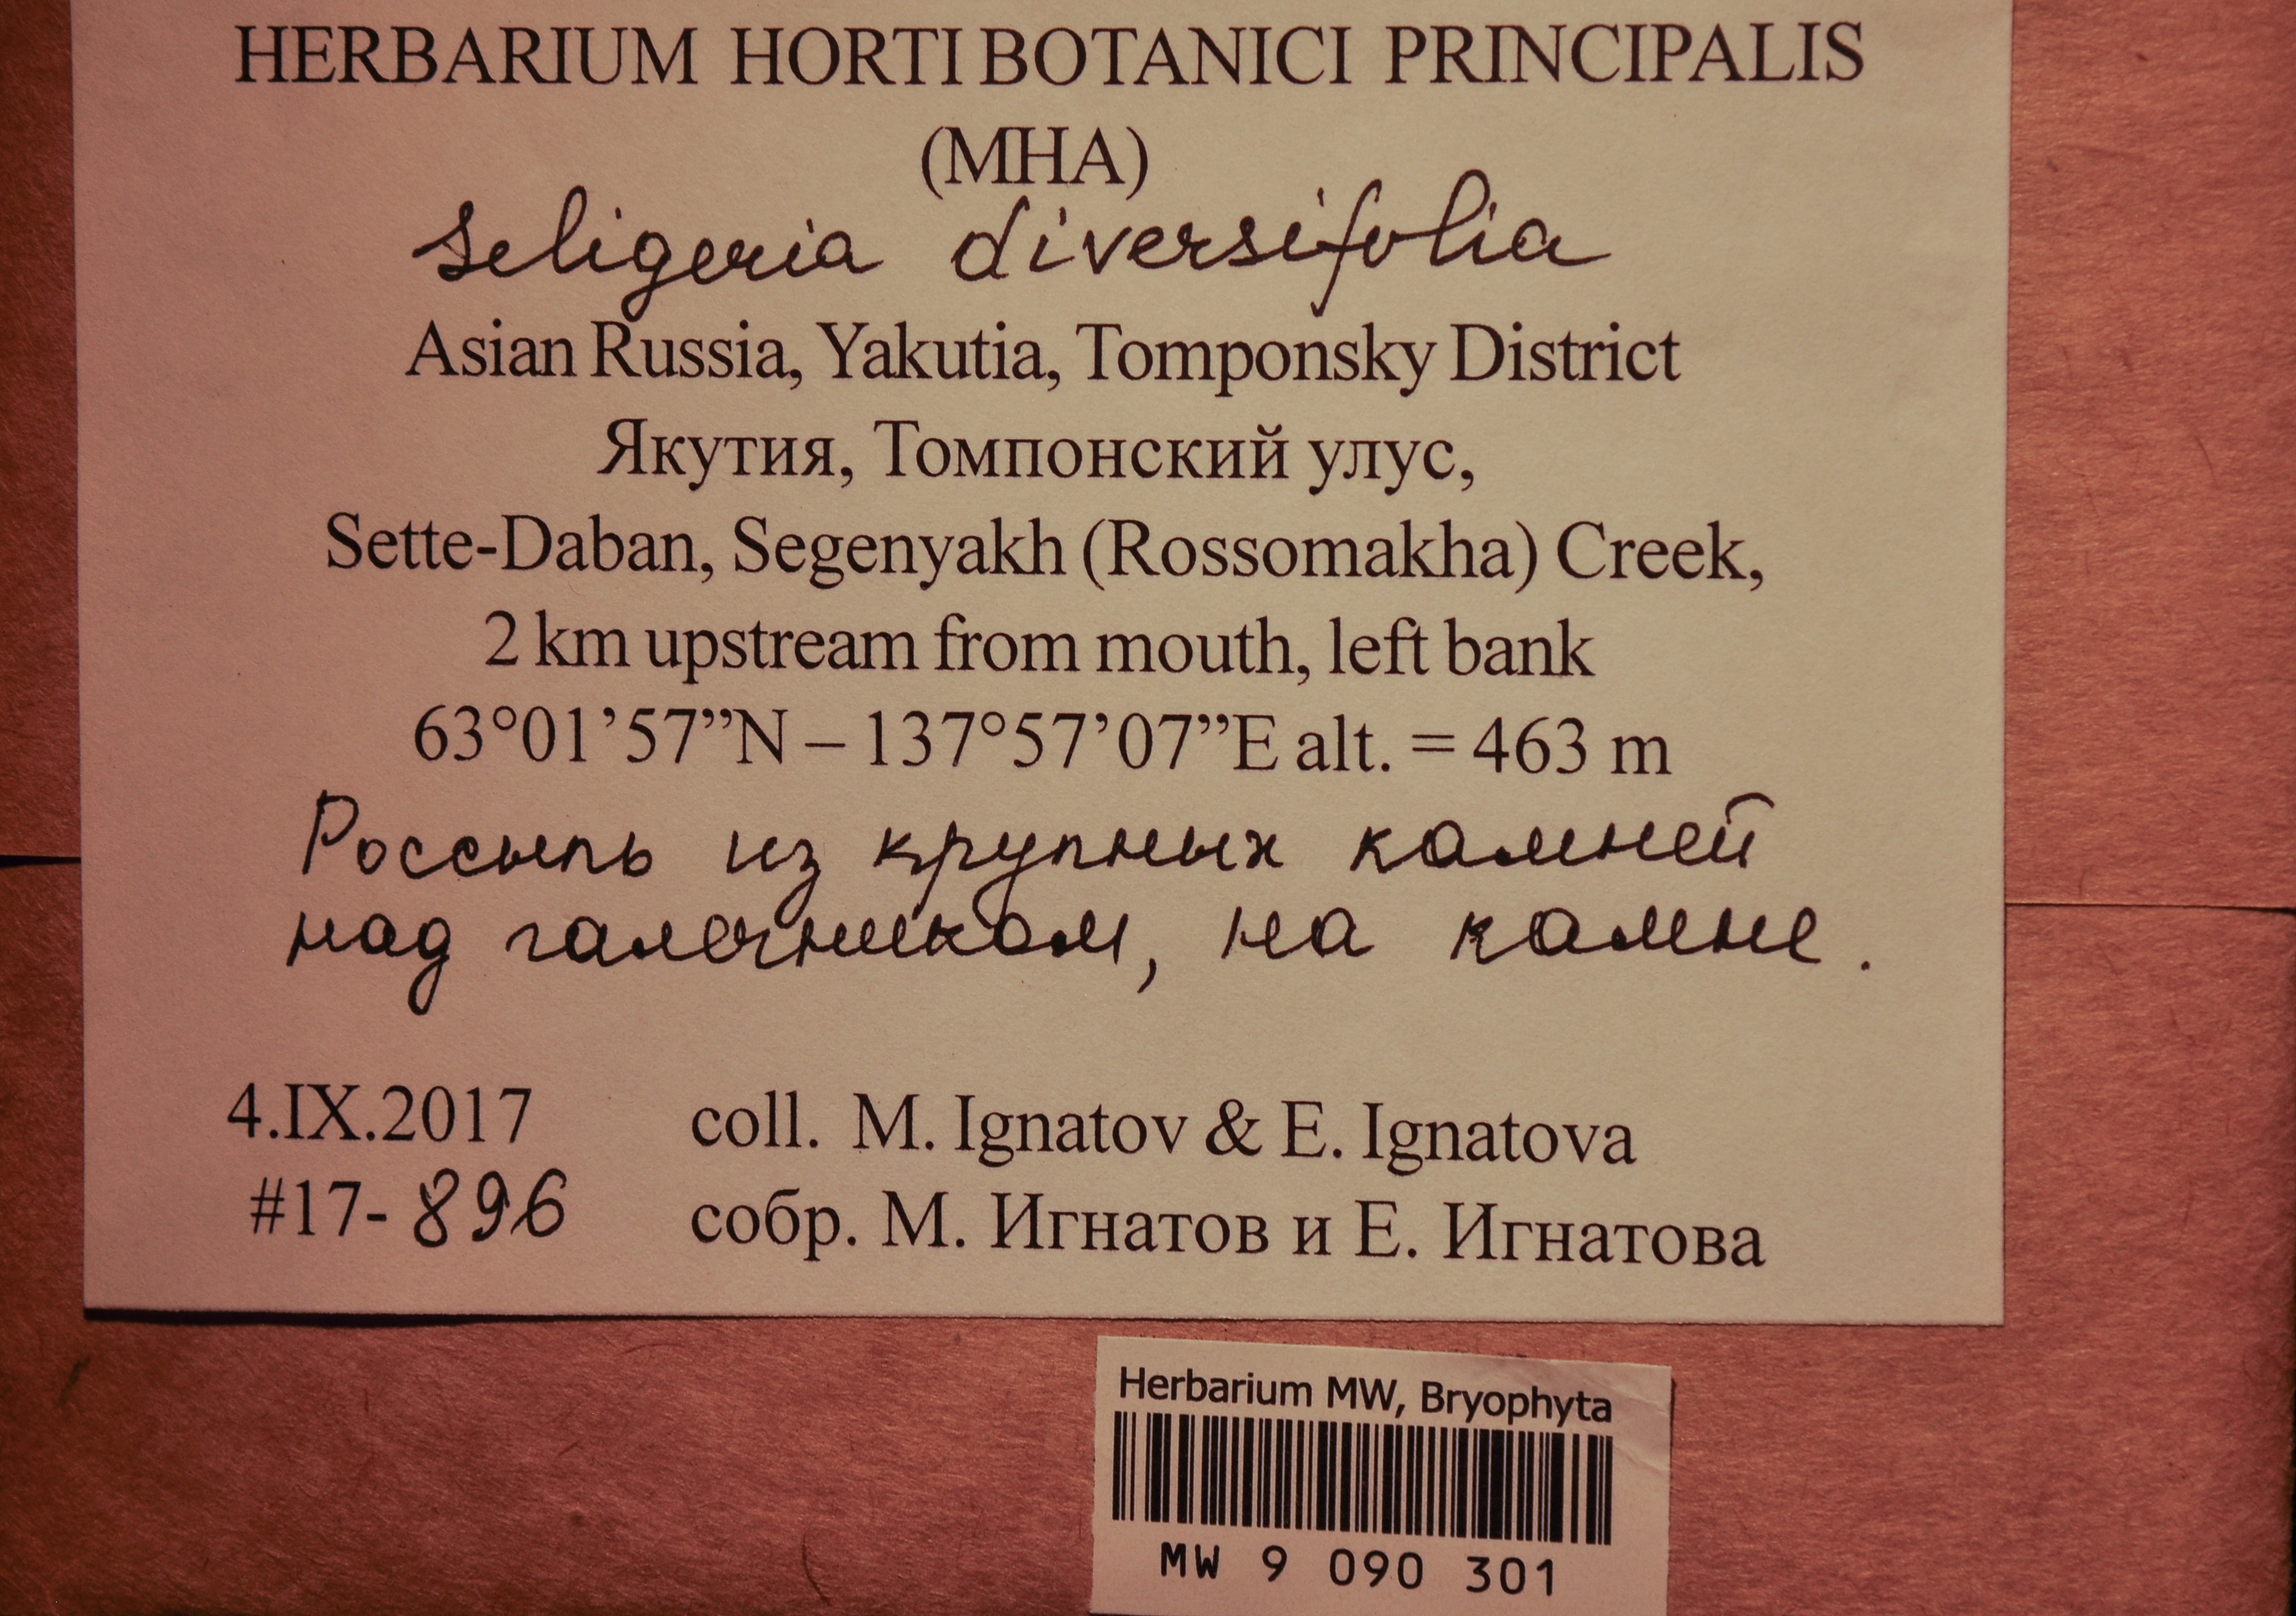 HERBARIUM HORTI BOTANICI PRINCIPALIS
(MHA)
Seligeria diversifolia
Asian Russia, Yakutia, Tomponsky District
Якутия, Томпонский улус,
Sette-Daban, Segenyakh (Rossomakha) Creek,
2 km upstream from mouth, left bank
63°01’57”N – 137°57’07”E alt. = 463 m
Россыпь из крупных камней
над галечником, на камне.
4.IX.2017 coll. M. Ignatov & E. Ignatova
#17-896 собр. М. Игнатов и Е. Игнатова
Herbarium MW, Bryophyta
MW 9 090 301